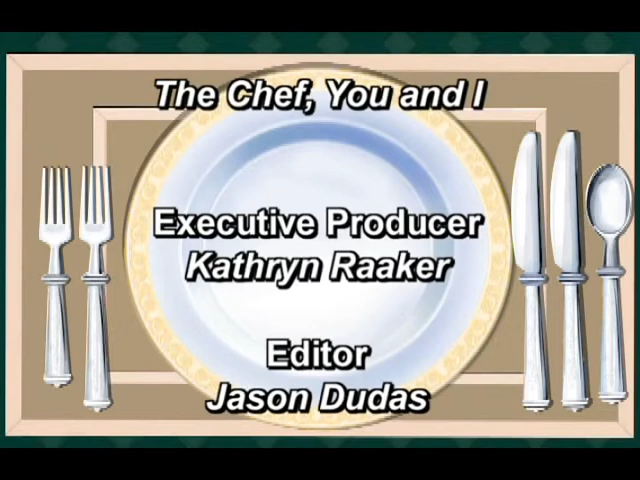 The Chef, You and I
Executive Producer
Kathryn Raaker
Editor
Jason Dudas